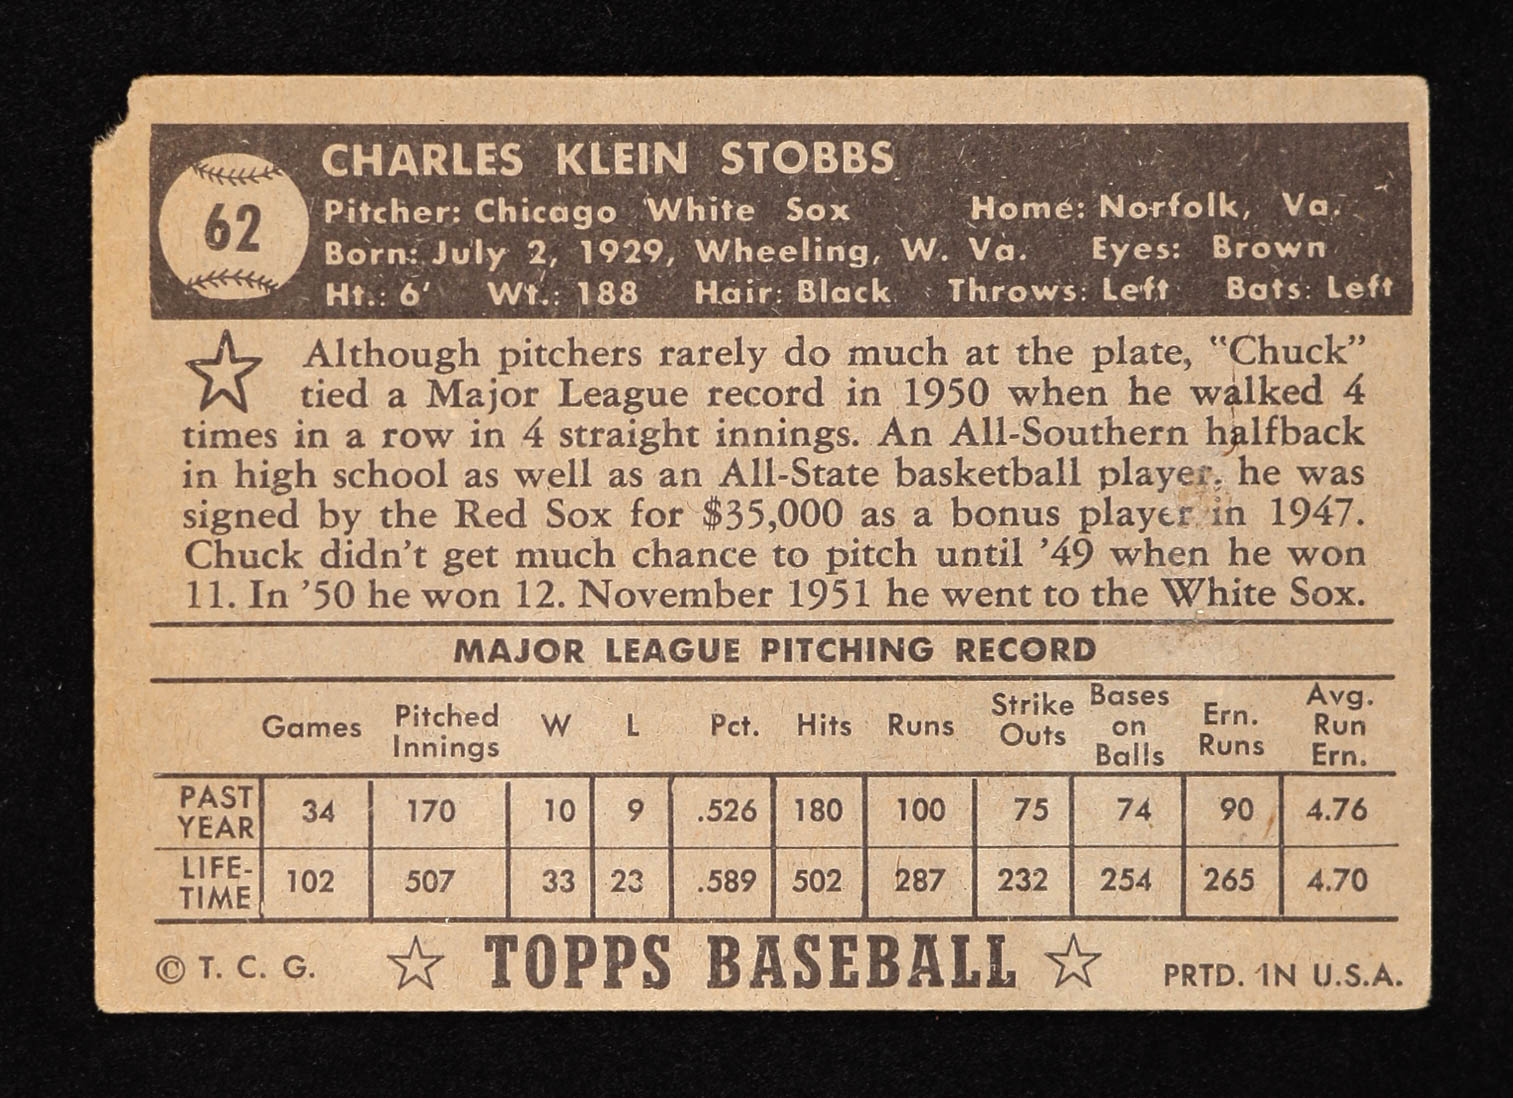 CHARLES KLEIN STOBBS
62
Pitcher: Chicago White Sox Home: Norfolk, Va.
Born: July 2, 1929, Wheeling, W. Va. Eyes: Brown
Ht.: 6' Wt.: 188 Hair: Black Throws: Left Bats: Left
Although pitchers rarely do much at the plate, "Chuck"
tied a Major League record in 1950 when he walked 4
times in a row in 4 straight innings. An All-Southern halfback
in high school as well as an All-State basketball player, he was
signed by the Red Sox for $35,000 as a bonus player in 1947.
Chuck didn't get much chance to pitch until '49 when he won
11. In '50 he won 12. November 1951 he went to the White Sox.
MAJOR LEAGUE PITCHING RECORD
Games Pitched Innings W L Pct. Hits Runs Strike Outs Bases on Balls Ern. Runs Avg. Run Ern.
PAST YEAR 34 170 10 9 .526 180 100 75 74 90 4.76
LIFE-TIME 102 507 33 23 .589 502 287 232 254 265 4.70
© T. C. G. TOPPS BASEBALL PRTD. IN U.S.A.